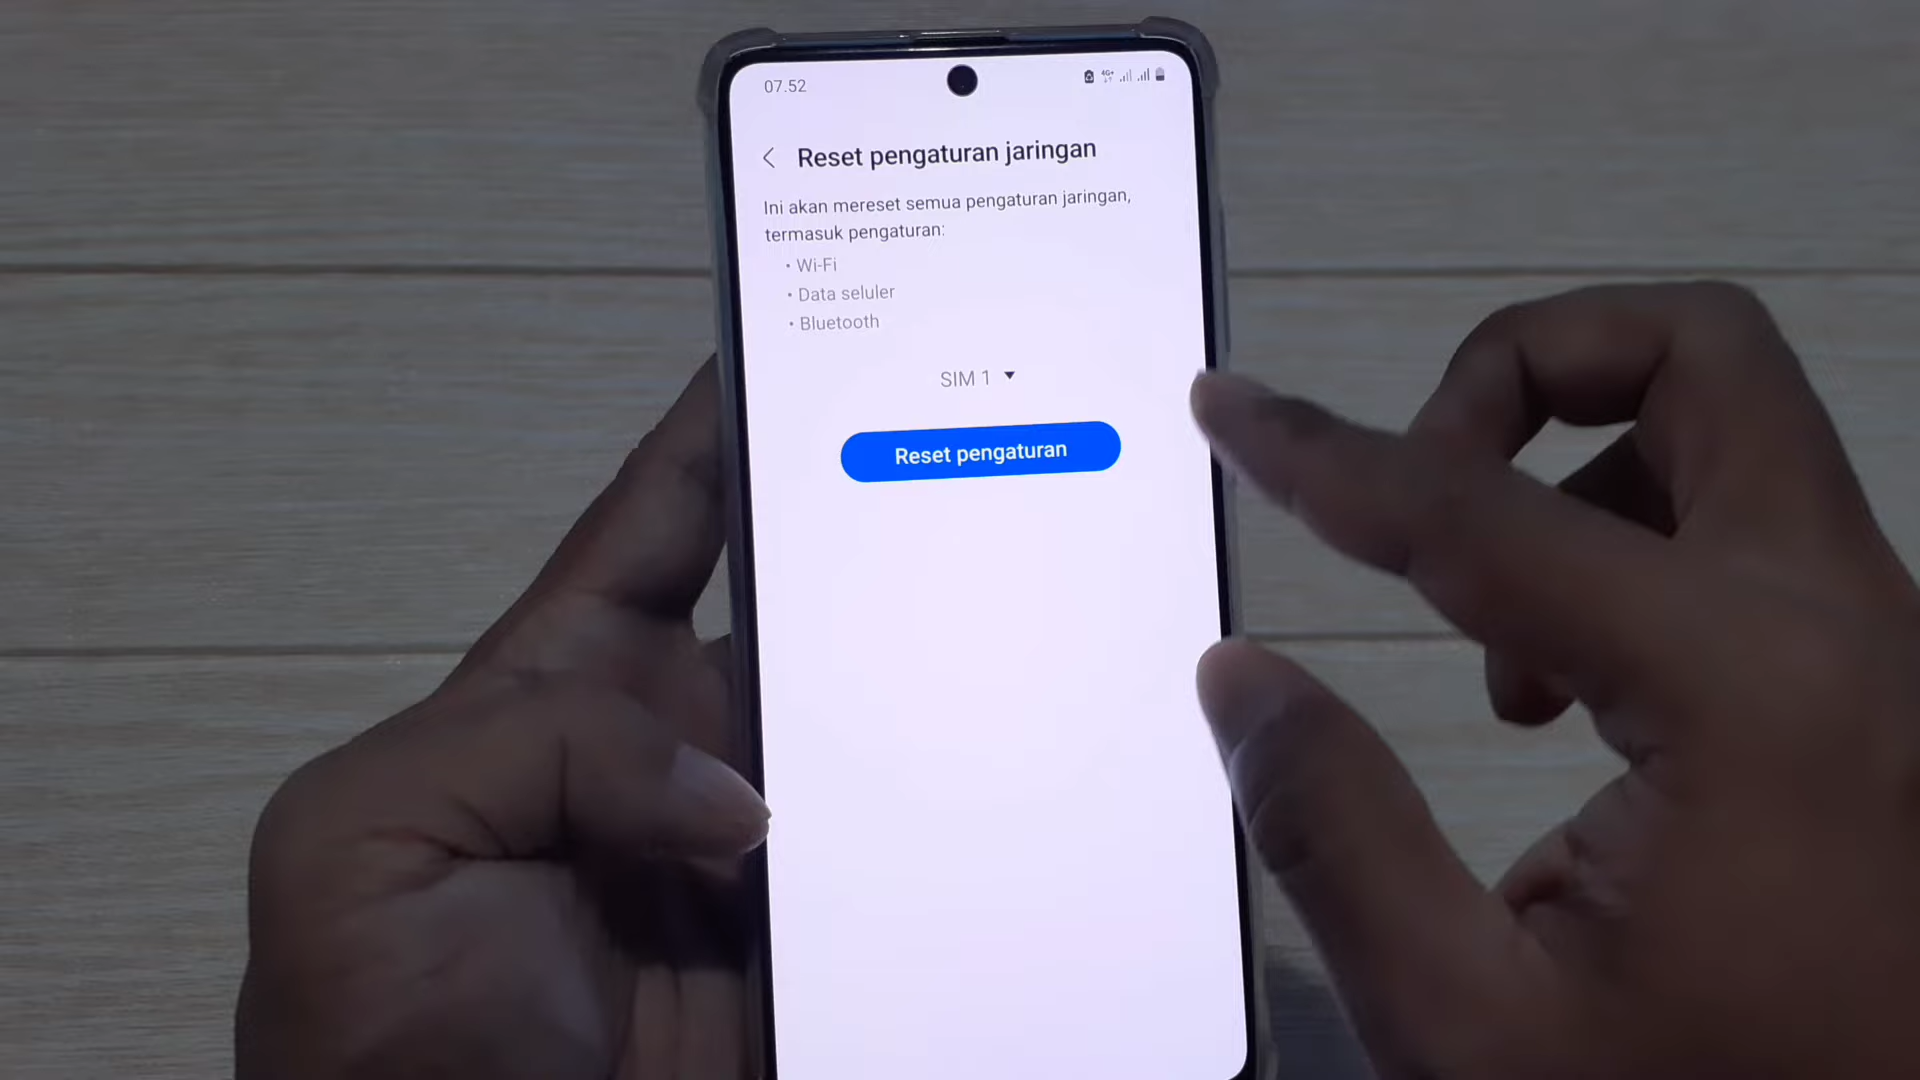 07.52
4G+
Reset pengaturan jaringan
Ini akan mereset semua pengaturan jaringan,
termasuk pengaturan:
• Wi-Fi
• Data seluler
• Bluetooth
SIM 1
Reset pengaturan